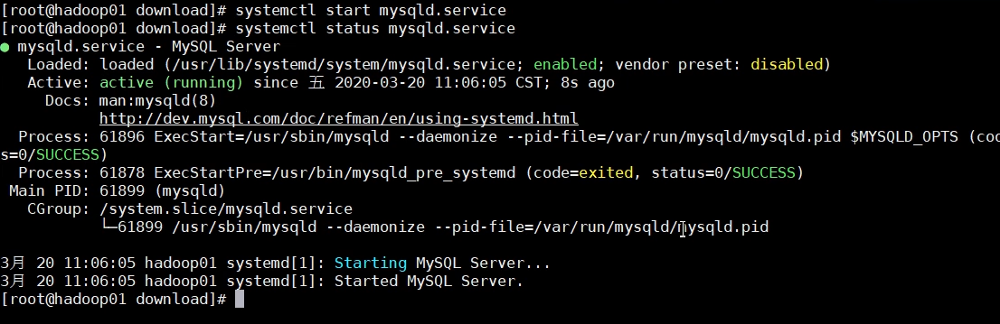 [root@hadoop01 download]# systemctl start mysqld.service
[root@hadoop01 download]# systemctl status mysqld.service
● mysqld.service - MySQL Server
   Loaded: loaded (/usr/lib/systemd/system/mysqld.service; enabled; vendor preset: disabled)
   Active: active (running) since 五 2020-03-20 11:06:05 CST; 8s ago
     Docs: man:mysqld(8)
           http://dev.mysql.com/doc/refman/en/using-systemd.html
  Process: 61896 ExecStart=/usr/sbin/mysqld --daemonize --pid-file=/var/run/mysqld/mysqld.pid $MYSQLD_OPTS (cod
s=0/SUCCESS)
  Process: 61878 ExecStartPre=/usr/bin/mysqld_pre_systemd (code=exited, status=0/SUCCESS)
 Main PID: 61899 (mysqld)
   CGroup: /system.slice/mysqld.service
           └─61899 /usr/sbin/mysqld --daemonize --pid-file=/var/run/mysqld/mysqld.pid

3月 20 11:06:05 hadoop01 systemd[1]: Starting MySQL Server...
3月 20 11:06:05 hadoop01 systemd[1]: Started MySQL Server.
[root@hadoop01 download]#